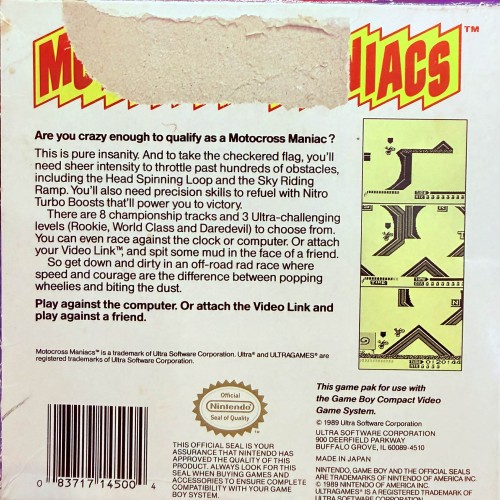 MO NIACS™
Are you crazy enough to qualify as a Motocross Maniac?
This is pure insanity. And to take the checkered flag, you'll
need sheer intensity to throttle past hundreds of obstacles,
including the Head Spinning Loop and the Sky Riding
Ramp. You'll also need precision skills to refuel with Nitro
Turbo Boosts that'll power you to victory.
There are 8 championship tracks and 3 Ultra-challenging
levels (Rookie, World Class and Daredevil) to choose from.
You can even race against the clock or computer. Or attach
your Video Link™, and spit some mud in the face of a friend.
So get down and dirty in an off-road rad race where
speed and courage are the difference between popping
wheelies and biting the dust.
Play against the computer. Or attach the Video Link and
play against a friend.
Motocross Maniacs™ is a trademark of Ultra Software Corporation. Ultra® and ULTRAGAMES® are
registered trademarks of Ultra Software Corporation.
0 83717 14500 4
Official
Nintendo
Seal of Quality
THIS OFFICIAL SEAL IS YOUR
ASSURANCE THAT NINTENDO HAS
APPROVED THE QUALITY OF THIS
PRODUCT. ALWAYS LOOK FOR THIS
SEAL WHEN BUYING GAMES AND
ACCESSORIES TO ENSURE COMPLETE
COMPATIBILITY WITH YOUR GAME
BOY SYSTEM.
This game pak for use with
the Game Boy Compact Video
Game System.
© 1989 Ultra Software Corporation
ULTRA SOFTWARE CORPORATION
900 DEERFIELD PARKWAY
BUFFALO GROVE, IL 60089-4510
MADE IN JAPAN
NINTENDO, GAME BOY AND THE OFFICIAL SEALS
ARE TRADEMARKS OF NINTENDO OF AMERICA INC.
© 1989 NINTENDO OF AMERICA INC.
ULTRAGAMES® IS A REGISTERED TRADEMARK OF
ULTRA SOFTWARE CORPORATION.